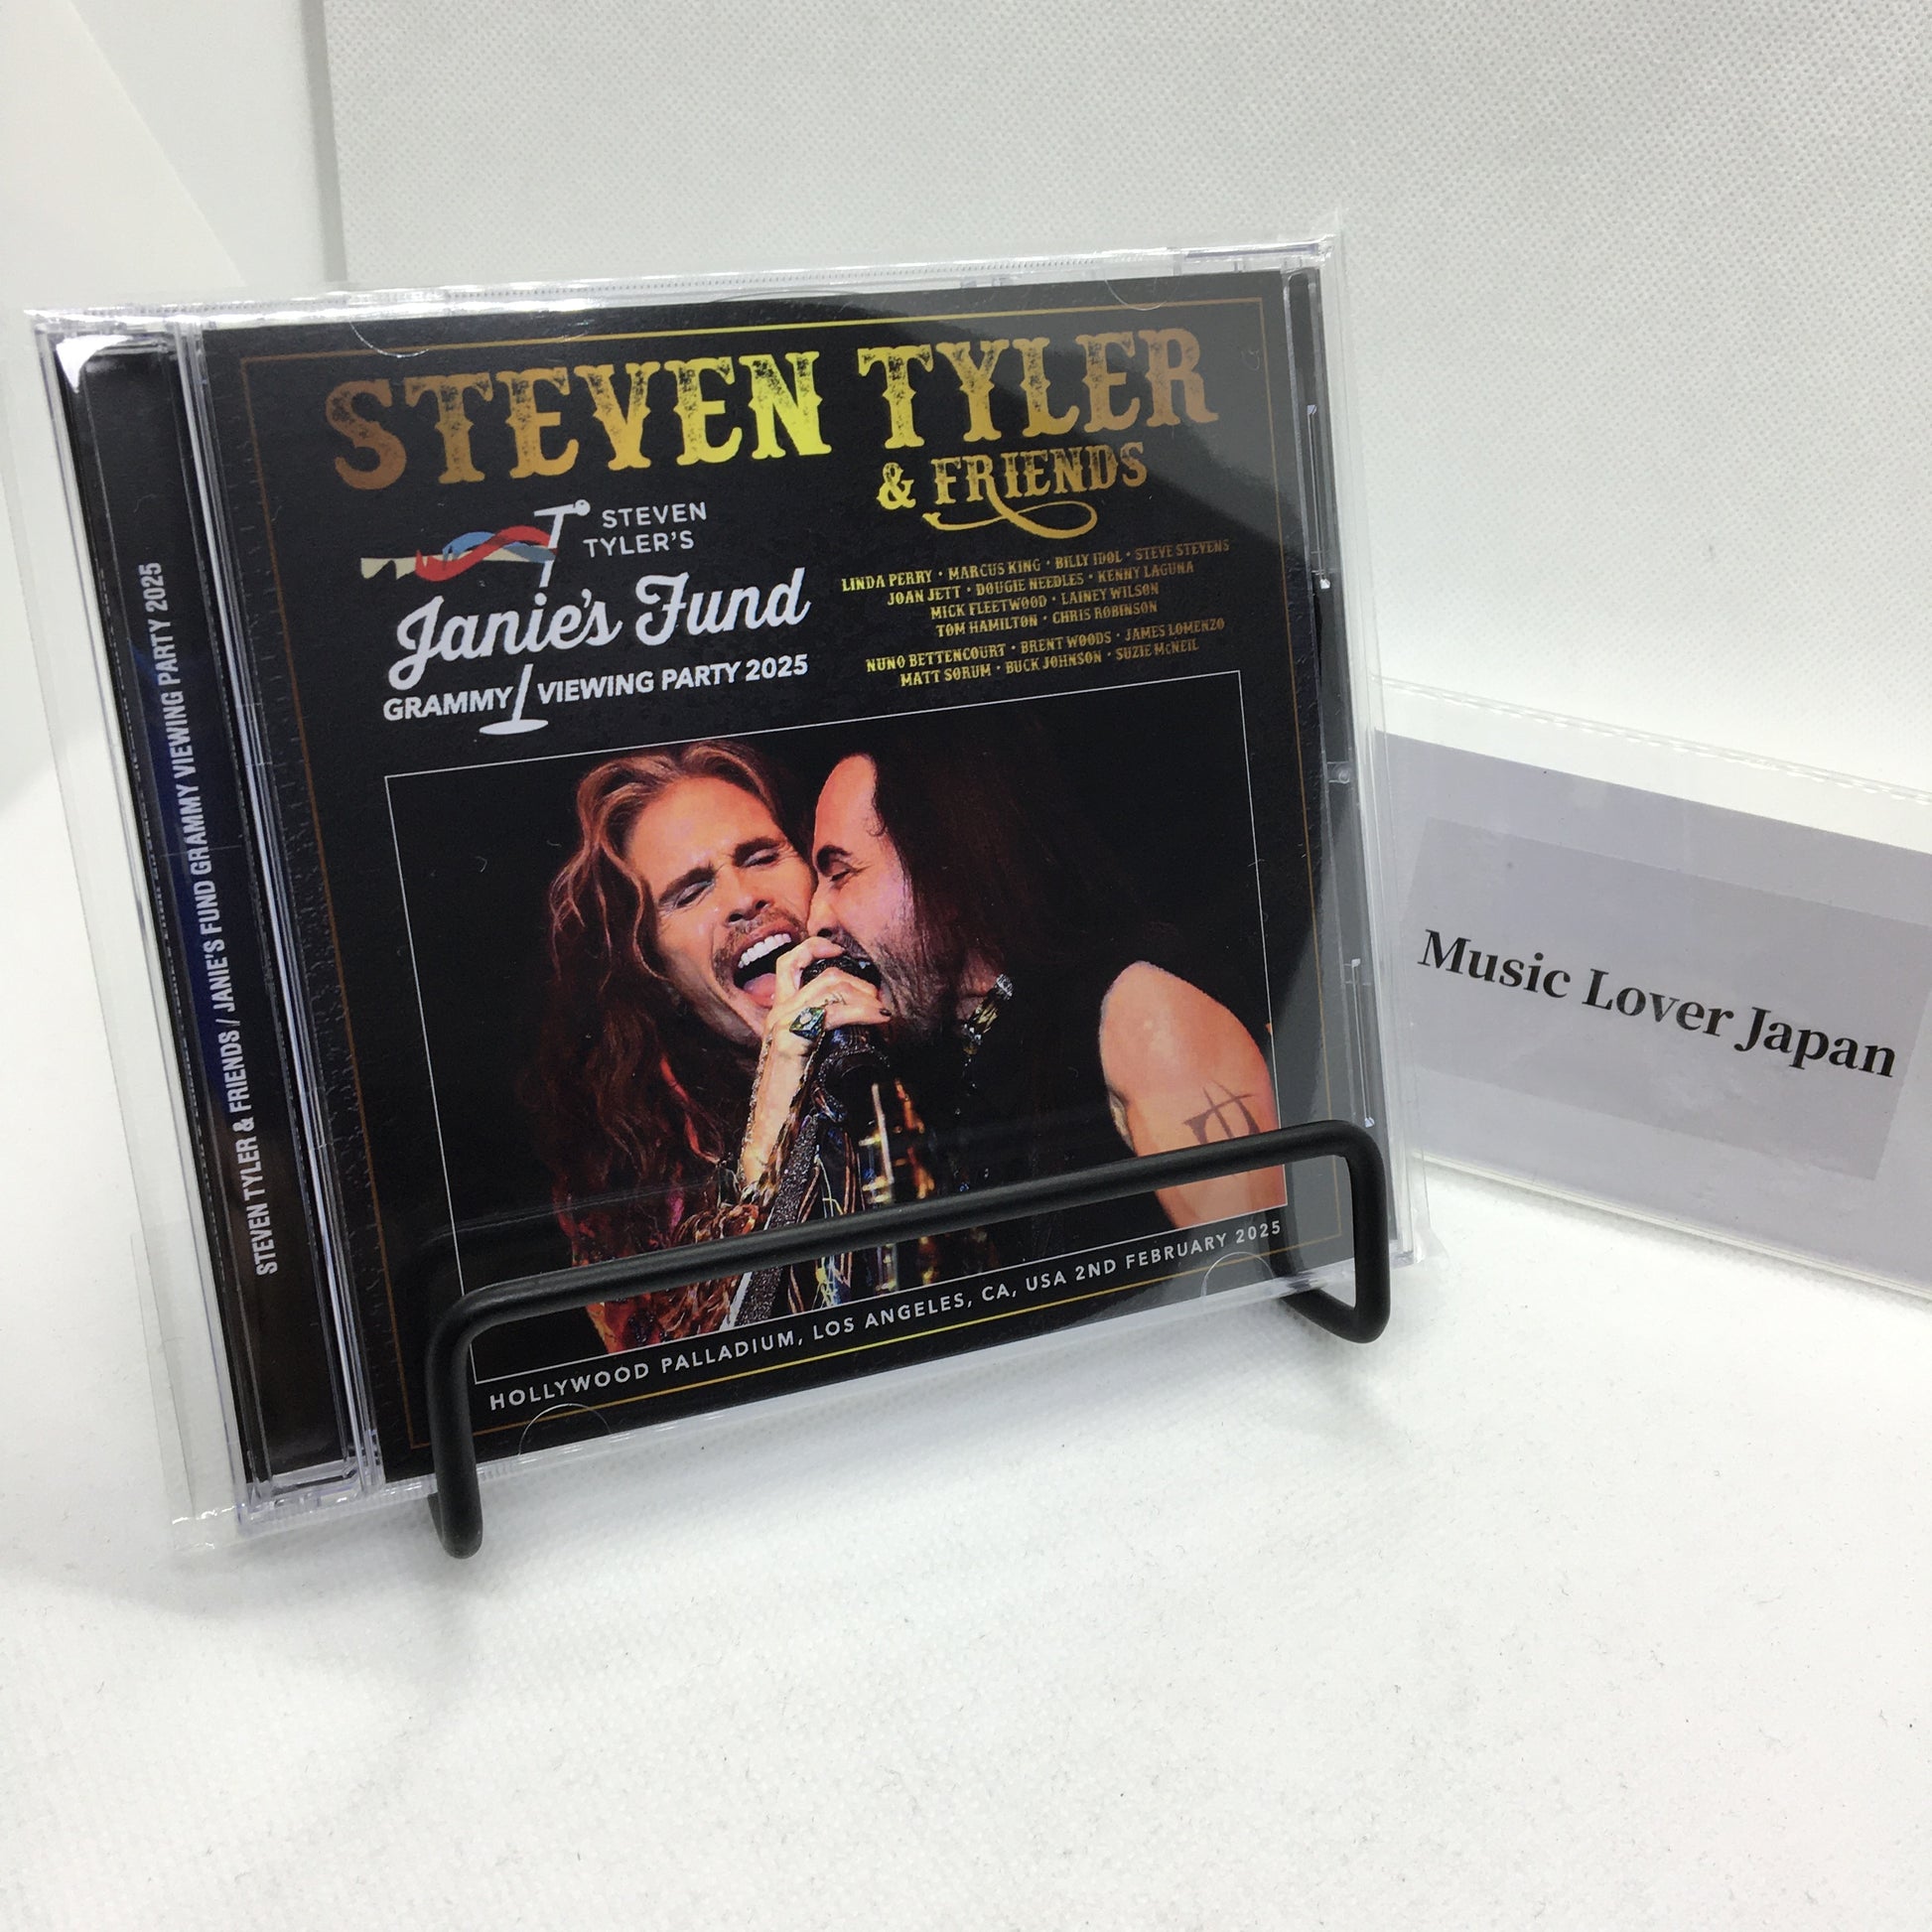 STEVEN TYLER
& FRIENDS
STEVEN
TYLER'S
Janie's Fund
GRAMMY VIEWING PARTY 2025
LINDA PERRY • MARCUS KING • BILLY IDOL • STEVE STEVENS
JOAN JETT • DOUGIE NEEDLES • KENNY LAGUNA
MICK FLEETWOOD • LAINEY WILSON
TOM HAMILTON • CHRIS ROBINSON
NUNO BETTENCOURT • BRENT WOODS • JAMES LOMENZO
MATT SORUM • BUCK JOHNSON • SUZIE McNEIL
HOLLYWOOD PALLADIUM, LOS ANGELES, CA, USA 2ND FEBRUARY 2025
STEVEN TYLER & FRIENDS / JANIE'S FUND GRAMMY VIEWING PARTY 2025
Music Lover Japan